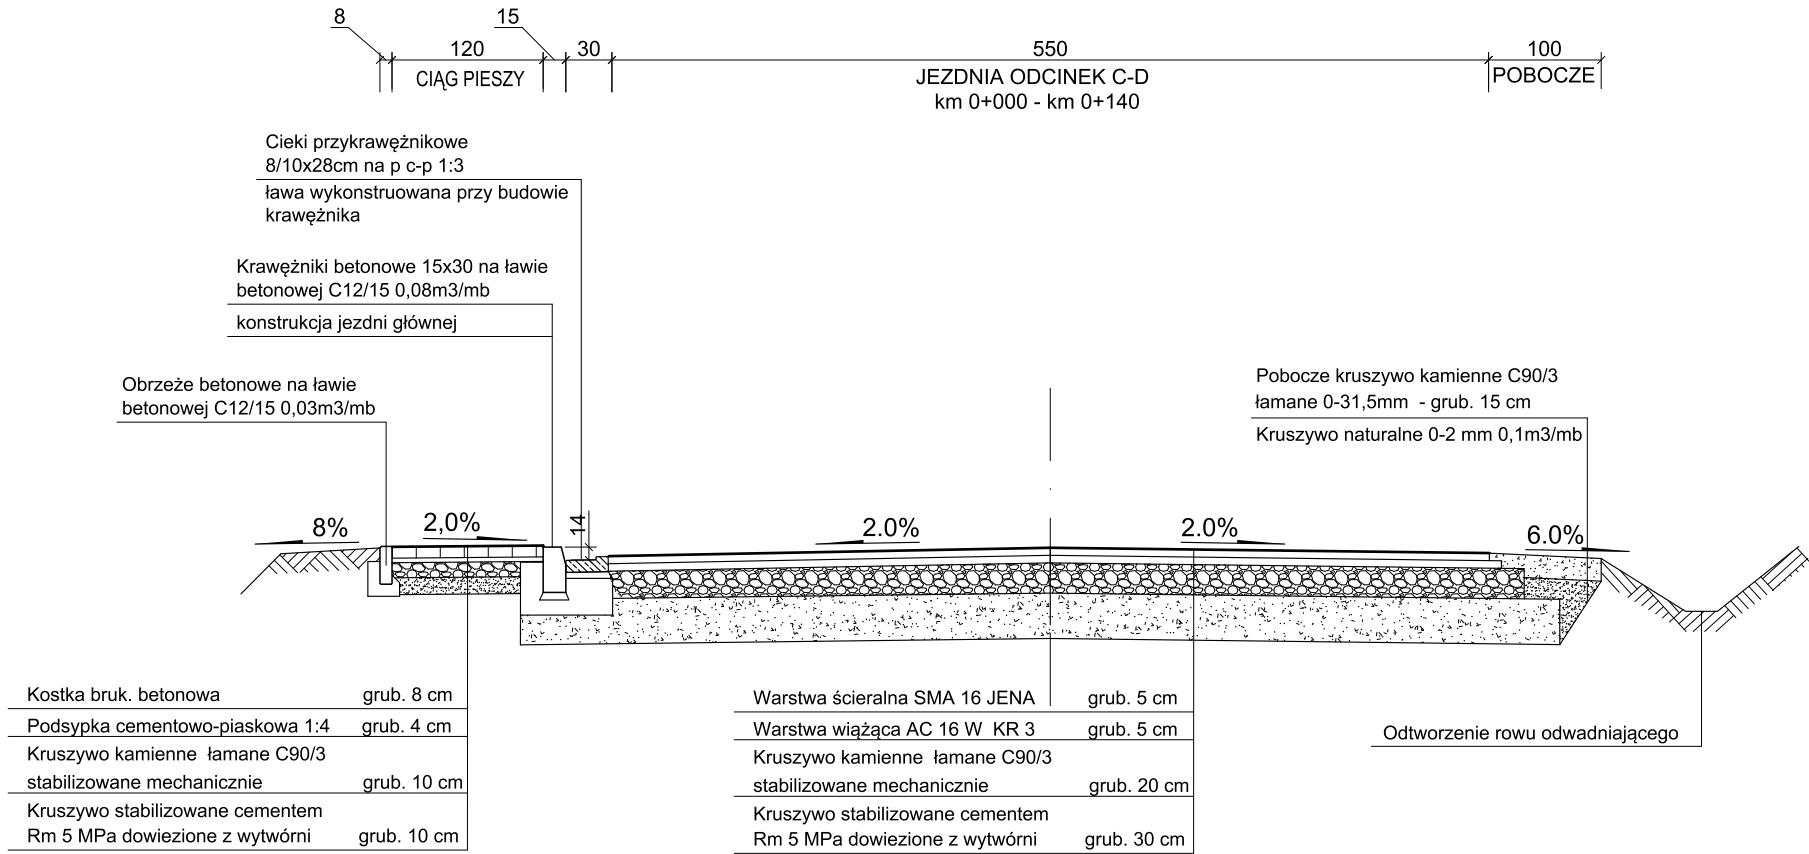 8
15
120
30
550
100
CIĄG PIESZY
JEZDNIA ODCINEK C-D
km 0+000 - km 0+140
POBOCZE
Cieki przykrawężnikowe
8/10x28cm na p c-p 1:3
ława wykonstruowana przy budowie
krawężnika
Krawężniki betonowe 15x30 na ławie
betonowej C12/15 0,08m3/mb
konstrukcja jezdni głównej
Obrzeże betonowe na ławie
betonowej C12/15 0,03m3/mb
Pobocze kruszywo kamienne C90/3
łamane 0-31,5mm - grub. 15 cm
Kruszywo naturalne 0-2 mm 0,1m3/mb
8%
2,0%
14
2.0%
2.0%
6.0%
Kostka bruk. betonowa grub. 8 cm
Podsypka cementowo-piaskowa 1:4 grub. 4 cm
Kruszywo kamienne łamane C90/3
stabilizowane mechanicznie grub. 10 cm
Kruszywo stabilizowane cementem
Rm 5 MPa dowiezione z wytwórni grub. 10 cm
Warstwa ścieralna SMA 16 JENA grub. 5 cm
Warstwa wiążąca AC 16 W KR 3 grub. 5 cm
Kruszywo kamienne łamane C90/3
stabilizowane mechanicznie grub. 20 cm
Kruszywo stabilizowane cementem
Rm 5 MPa dowiezione z wytwórni grub. 30 cm
Odtworzenie rowu odwadniającego